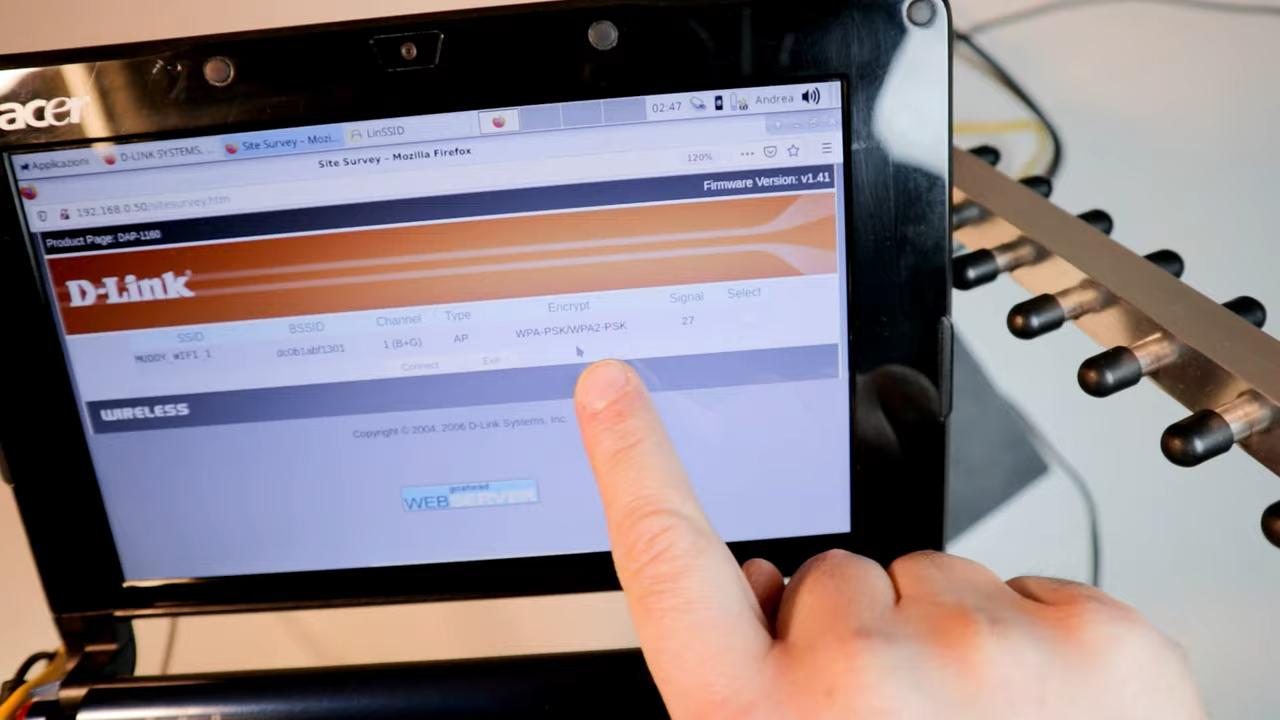 acer
Applicazioni D-LINK SYSTEMS, ... Site Survey - Mozi... LinSSID 02:47 Andrea
Site Survey - Mozilla Firefox
192.168.0.50/sitesurvey.htm 120%
Product Page: DAP-1160 Firmware Version: v1.41
D-Link
SSID BSSID Channel Type Encrypt Signal Select
MUDDY_WIFI_1 dc0b1abf1301 1 (B+G) AP WPA-PSK/WPA2-PSK 27
Connect Exit
WIRELESS
Copyright © 2004, 2006 D-Link Systems, Inc.
goahead
WEBSERVER